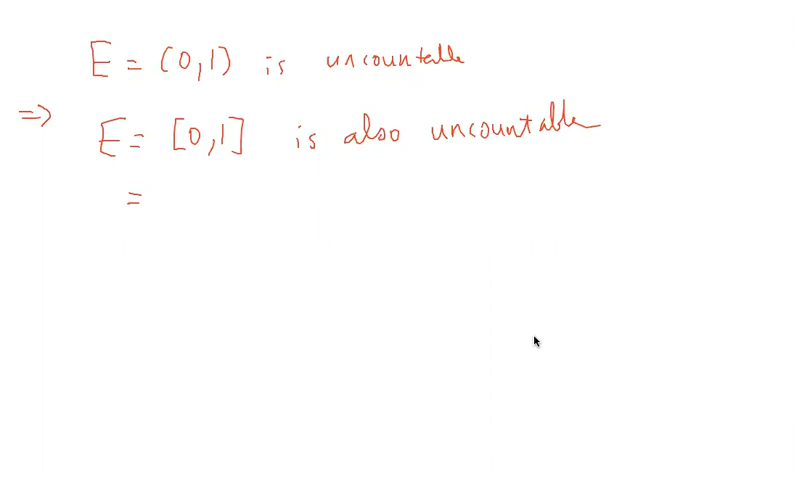 E = (0,1) is uncountable
⇒ E = [0,1] is also uncountable
=